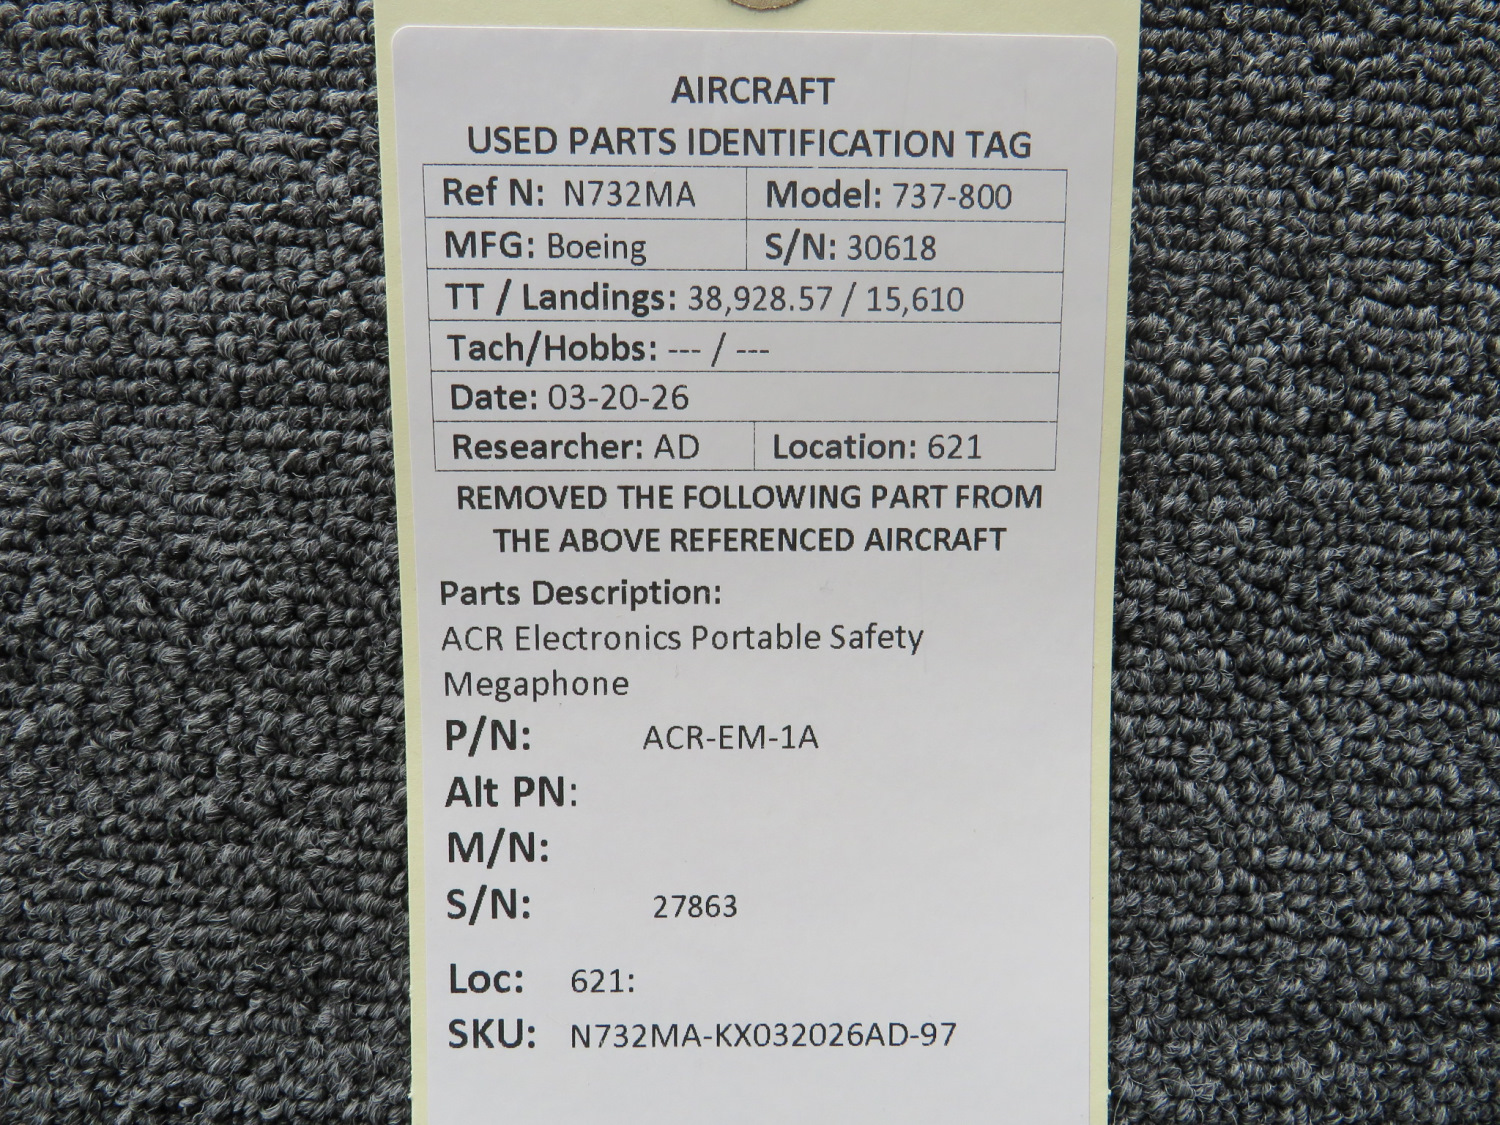 AIRCRAFT
USED PARTS IDENTIFICATION TAG
Ref N: N732MA Model: 737-800
MFG: Boeing S/N: 30618
TT / Landings: 38,928.57 / 15,610
Tach/Hobbs: --- / ---
Date: 03-20-26
Researcher: AD Location: 621
REMOVED THE FOLLOWING PART FROM
THE ABOVE REFERENCED AIRCRAFT
Parts Description:
ACR Electronics Portable Safety
Megaphone
P/N: ACR-EM-1A
Alt PN:
M/N:
S/N: 27863
Loc: 621:
SKU: N732MA-KX032026AD-97